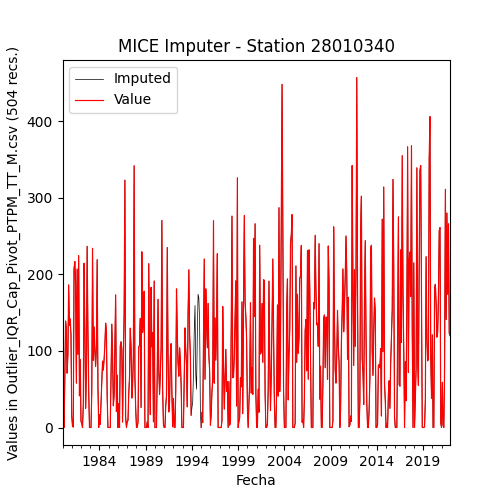 MICE Imputer - Station 28010340
Imputed
Value
Values in Outlier_IQR_Cap_Pivot_PTPM_TT_M.csv (504 recs.)
400
300
200
100
0
1984 1989 1994 1999 2004 2009 2014 2019
Fecha